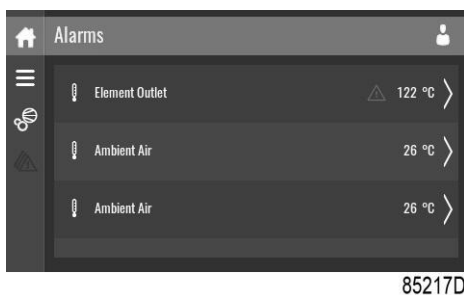 Alarms
Element Outlet 122 °C
Ambient Air 26 °C
Ambient Air 26 °C
85217D